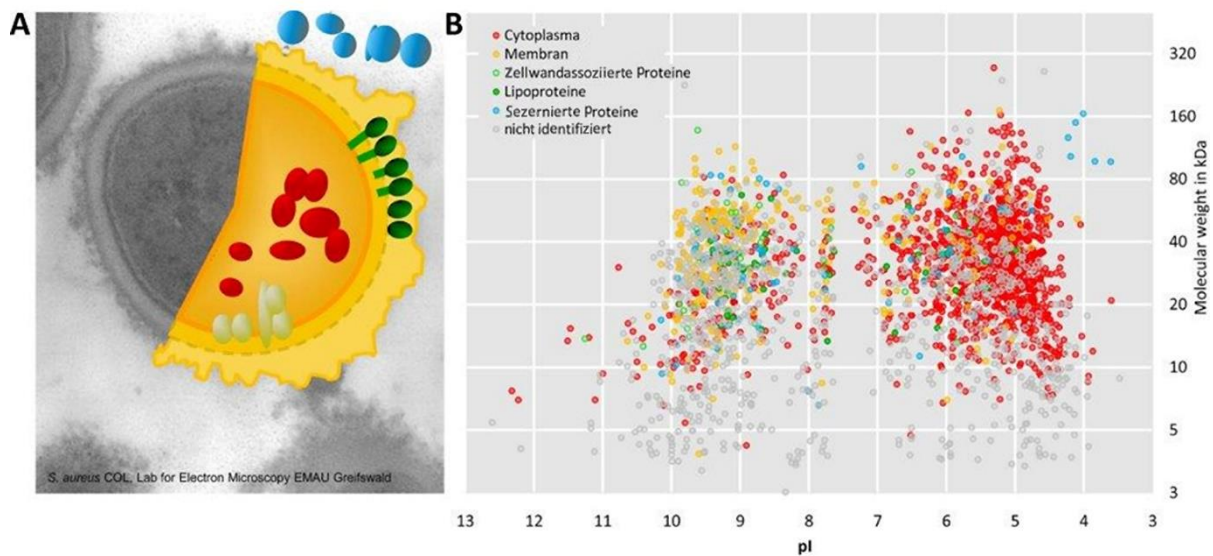 A
S. aureus COL, Lab for Electron Microscopy EMAU Greifswald
B
Cytoplasma
Membran
Zellwandassoziierte Proteine
Lipoproteine
Sezernierte Proteine
nicht identifiziert
320
160
80
40
20
10
5
3
Molecular weight in kDa
13 12 11 10 9 8 7 6 5 4 3
pI